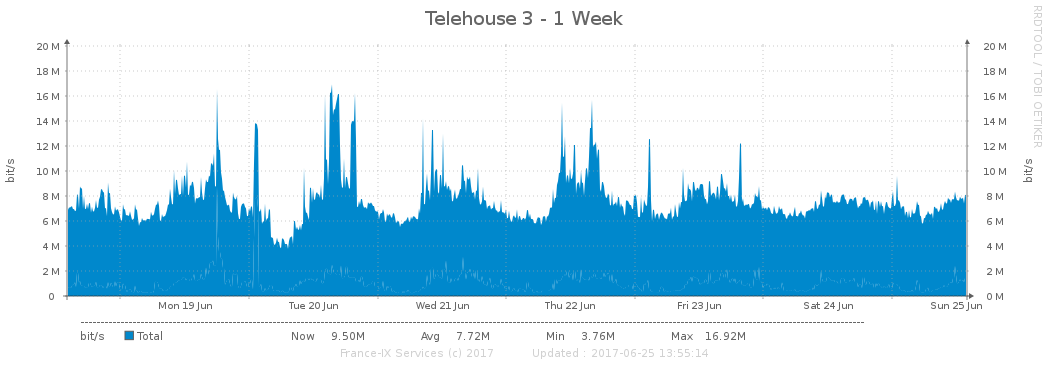 Telehouse 3 - 1 Week
RRDTOOL / TOBI OETIKER
bit/s
20 M 20 M
18 M 18 M
16 M 16 M
14 M 14 M
12 M 12 M
10 M 10 M
8 M 8 M
6 M 6 M
4 M 4 M
2 M 2 M
0 0 M
bit/s
Mon 19 Jun Tue 20 Jun Wed 21 Jun Thu 22 Jun Fri 23 Jun Sat 24 Jun Sun 25 Jun
bit/s Total Now 9.50M Avg 7.72M Min 3.76M Max 16.92M
France-IX Services (c) 2017 Updated : 2017-06-25 13:55:14